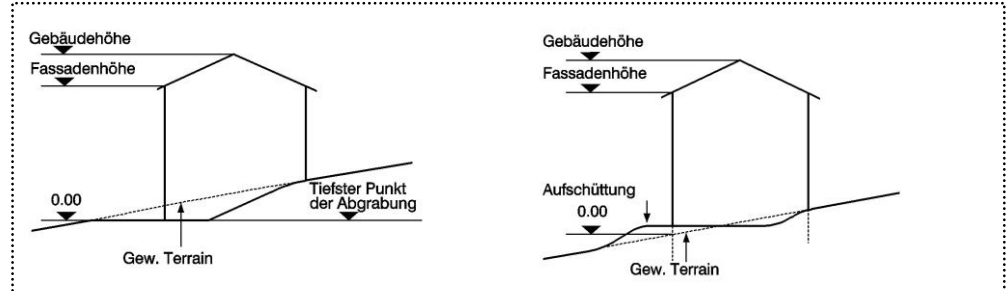 Gebäudehöhe
Fassadenhöhe
0.00
Tiefster Punkt
der Abgrabung
Gew. Terrain
Gebäudehöhe
Fassadenhöhe
Aufschüttung
0.00
Gew. Terrain